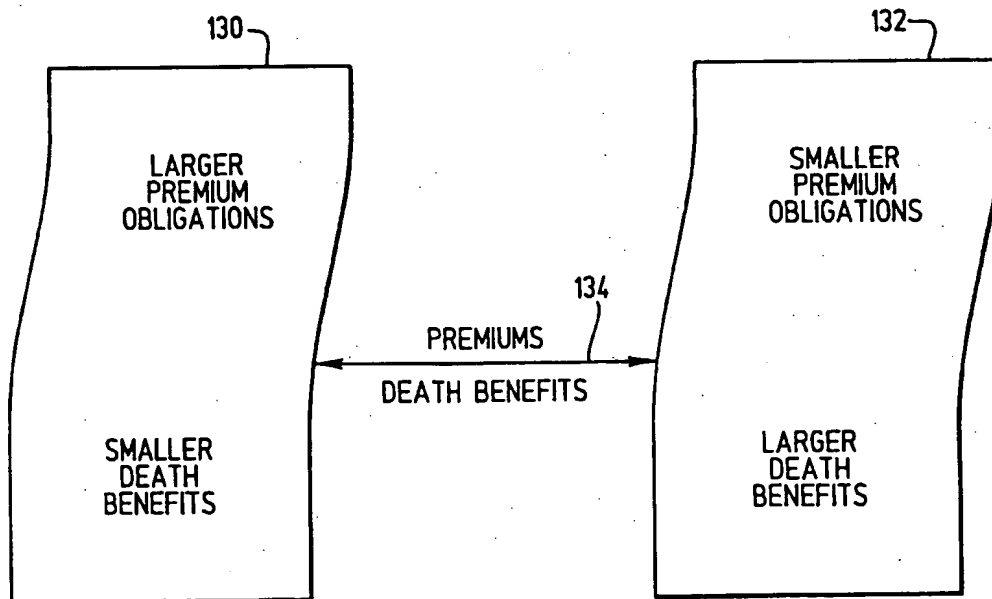 130
132
LARGER
PREMIUM
OBLIGATIONS
SMALLER
PREMIUM
OBLIGATIONS
134
PREMIUMS
DEATH BENEFITS
SMALLER
DEATH
BENEFITS
LARGER
DEATH
BENEFITS